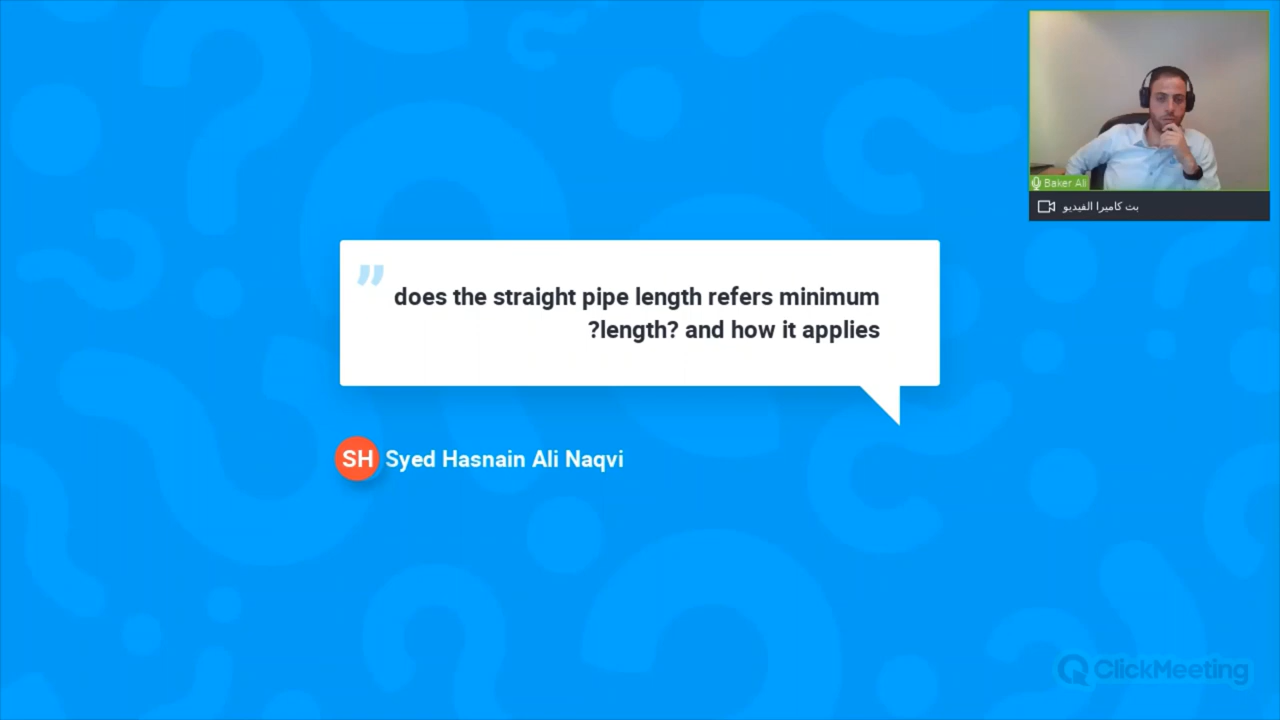 Baker Ali
بث كاميرا الفيديو
does the straight pipe length refers minimum
?length? and how it applies
SH Syed Hasnain Ali Naqvi
ClickMeeting